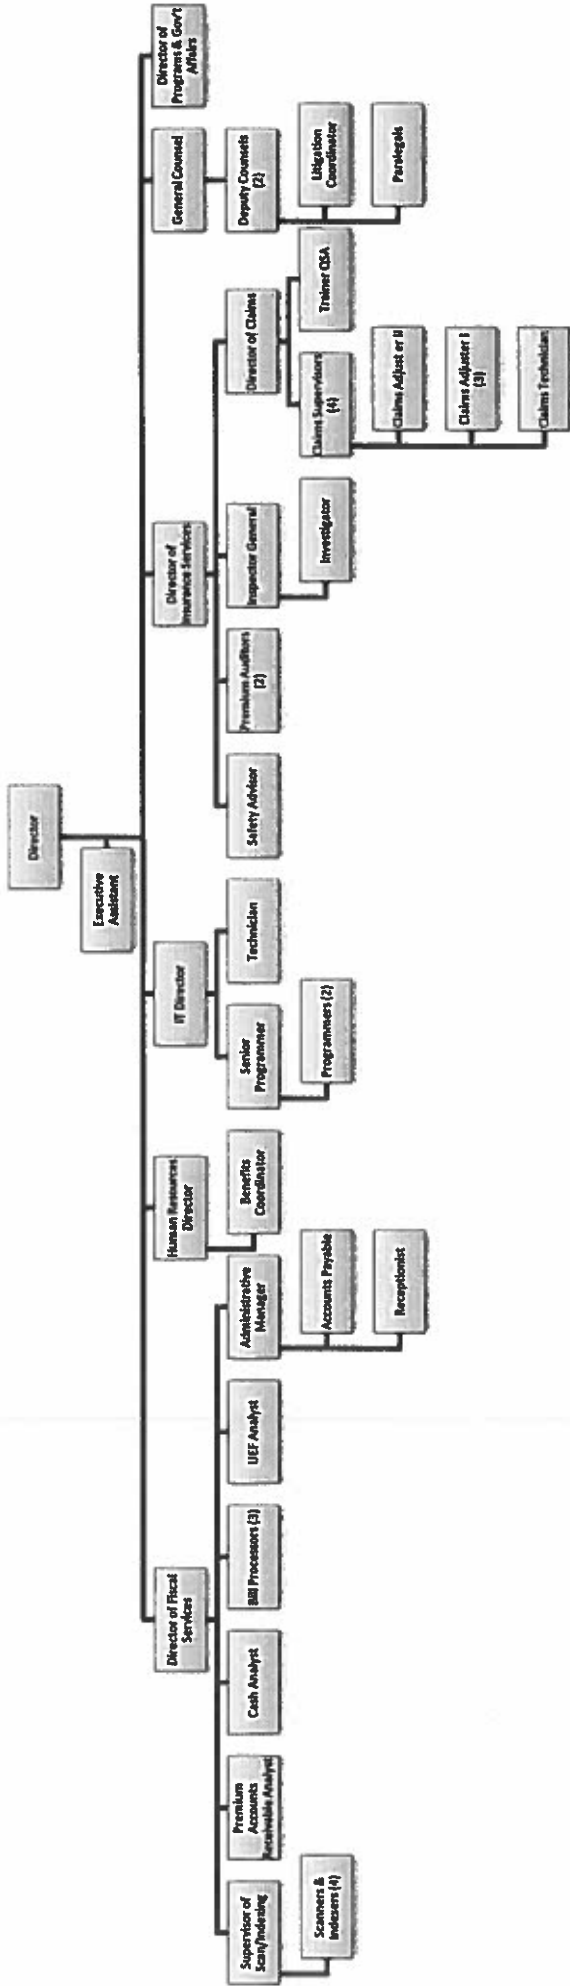 Director
Executive
Assistant
Director of Fiscal
Services
Human Resources
Director
IT Director
Director of
Insurance Services
General Counsel
Director of
Programs & Gov't
Affairs
Supervisor of
Scan/Indexing
Premium
Accounts
Receivable Analyst
Cash Analyst
Bill Processors (3)
UEF Analyst
Administrative
Manager
Benefits
Coordinator
Senior
Programmer
Technician
Safety Advisor
Premium Auditors
(2)
Inspector General
Director of Claims
Deputy Counsels
(2)
Scanners &
Indexers (4)
Accounts Payable
Receptionist
Programmers (2)
Investigator
Claims Supervisors
(4)
Trainer QSA
Claims Adjust er II
Claims Adjuster I
(3)
Claims Technician
Litigation
Coordinator
Paralegals